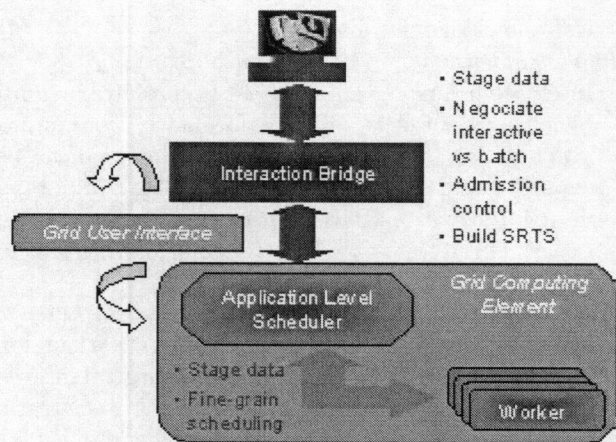 • Stage data
• Negociate
interactive
vs batch
• Admission
control
• Build SRTS
Interaction Bridge
Grid User Interface
Application Level
Scheduler
Grid Computing
Element
• Stage data
• Fine-grain
scheduling
Worker